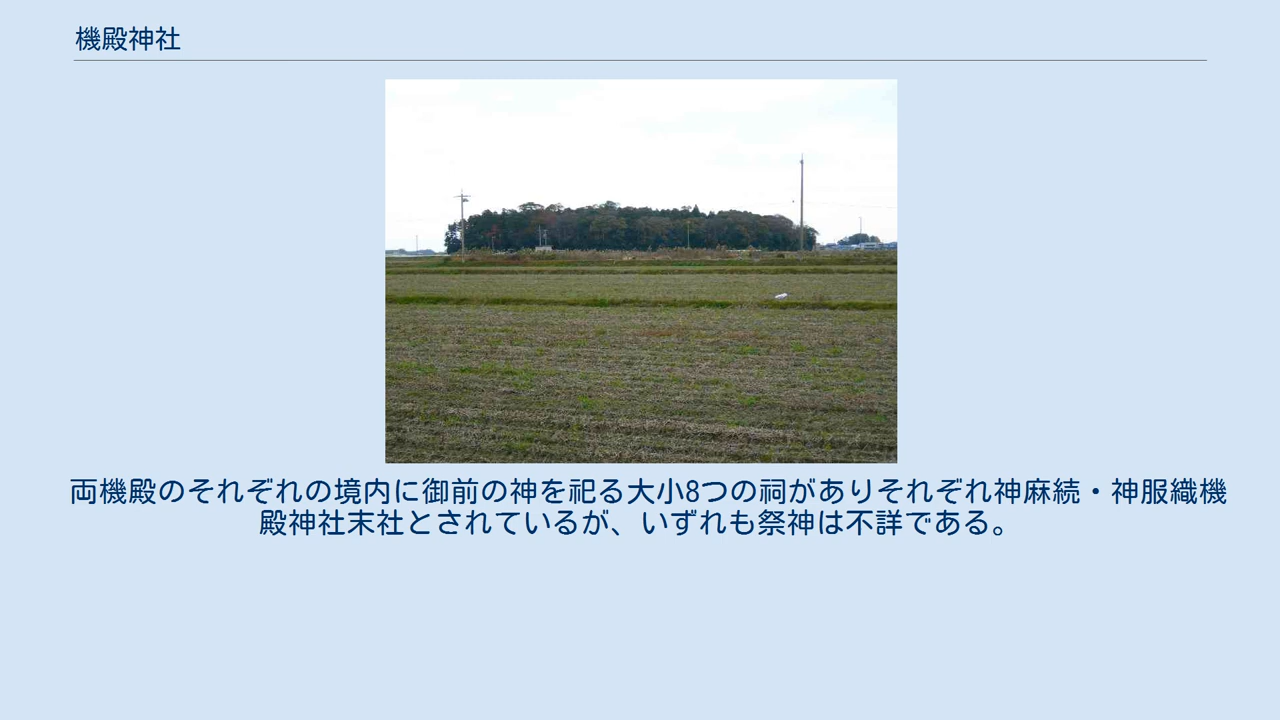 機殿神社
両機殿のそれぞれの境内に御前の神を祀る大小8つの祠がありそれぞれ神麻続・神服織機
殿神社末社とされているが、いずれも祭神は不詳である。